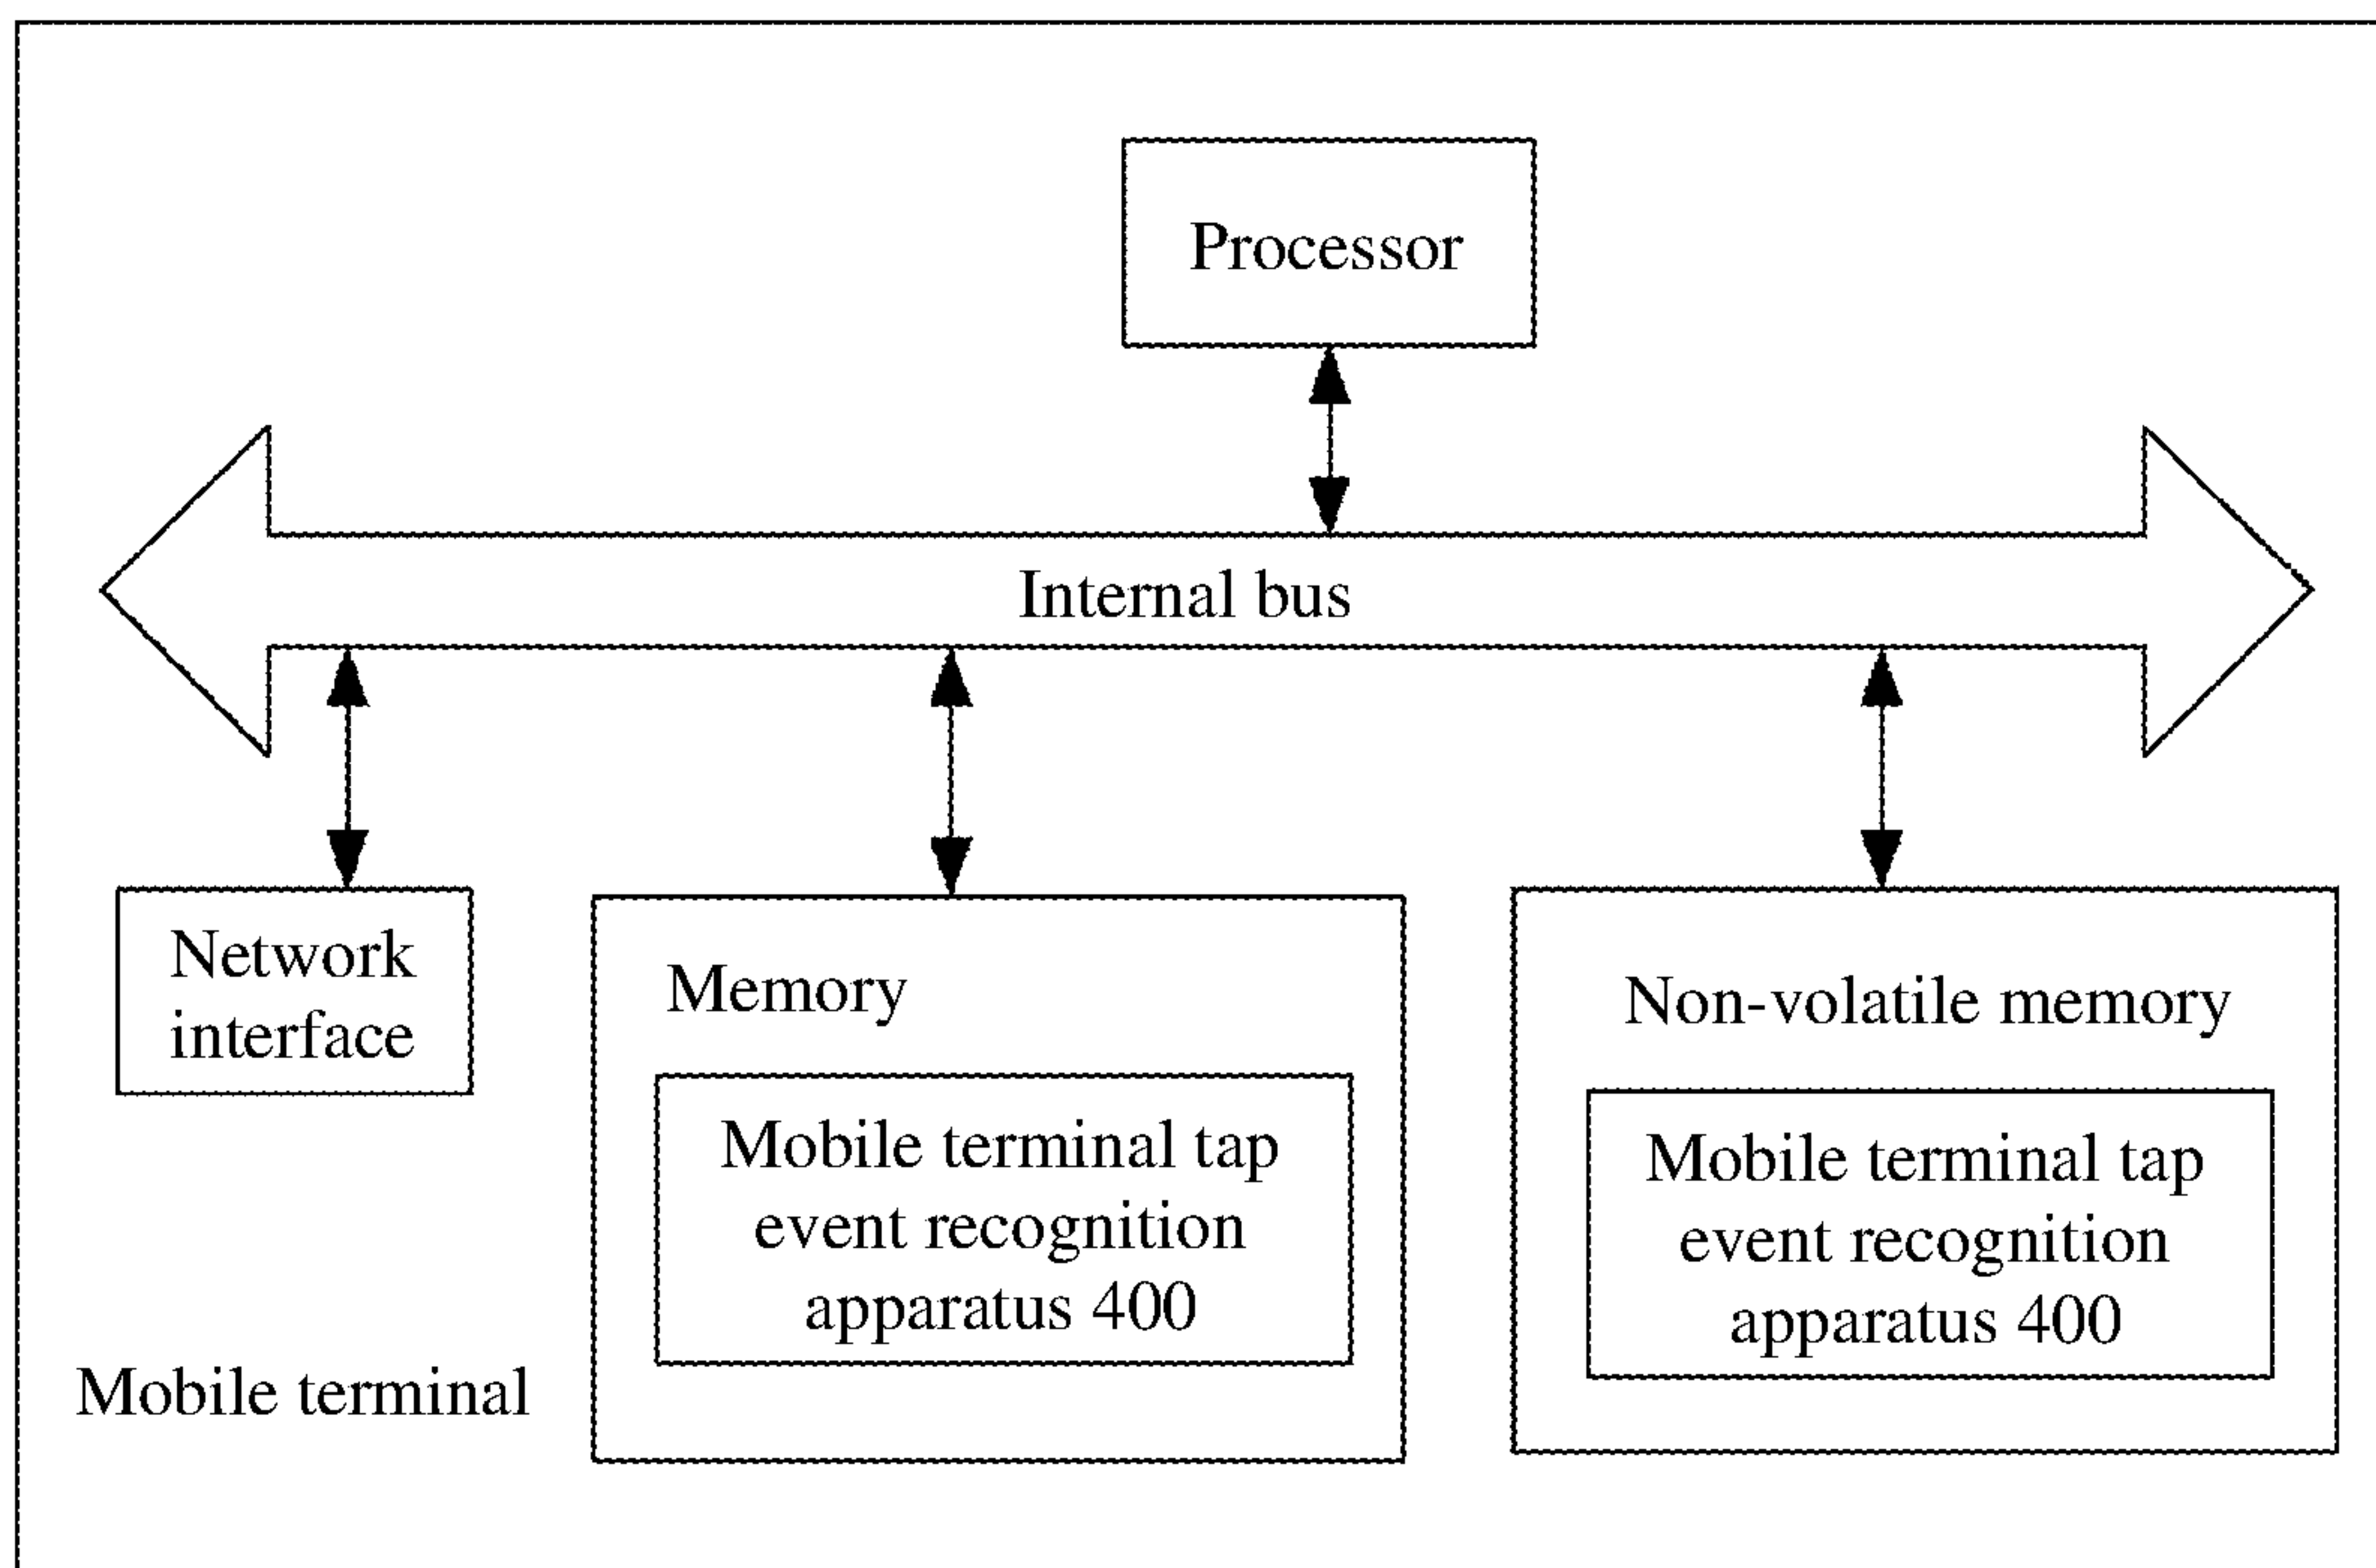 Processor
Internal bus
Network
interface
Memory
Mobile terminal tap
event recognition
apparatus 400
Non-volatile memory
Mobile terminal tap
event recognition
apparatus 400
Mobile terminal